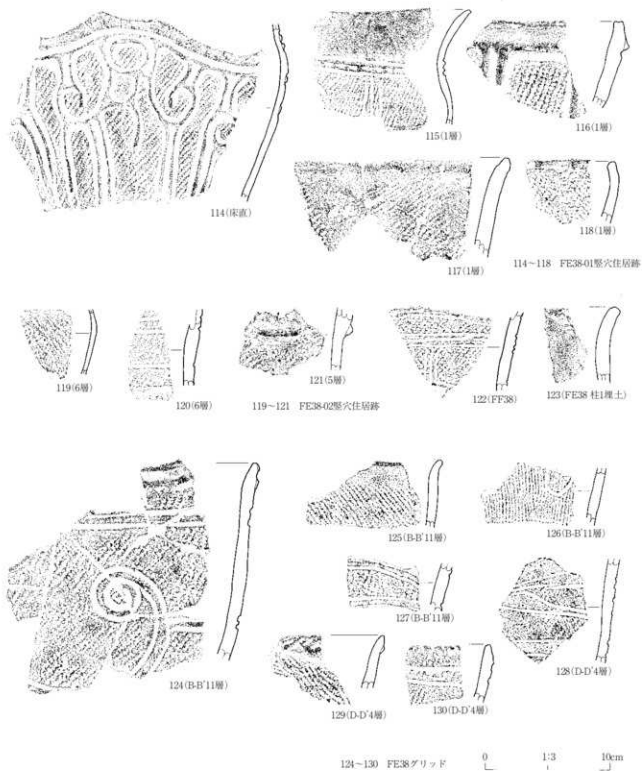 114(床直)
115(1層)
116(1層)
117(1層)
118(1層)
114～118 FE38-01竪穴住居跡
119(6層)
120(6層)
121(5層)
119～121 FE38-02竪穴住居跡
122(FF38)
123(FE38 柱1埋土)
124(B-B'11層)
125(B-B'11層)
126(B-B'11層)
127(B-B'11層)
128(D-D'4層)
129(D-D'4層)
130(D-D'4層)
124～130 FE38グリッド
0 1:3 10cm